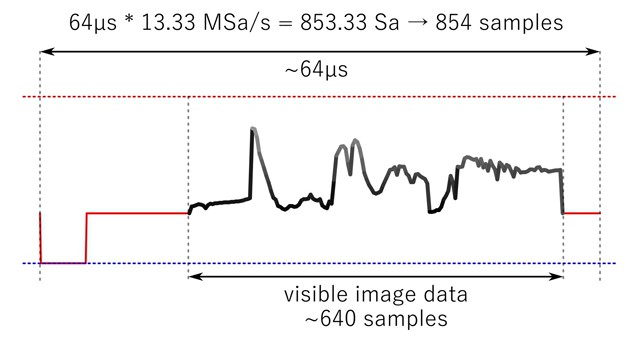 64μs * 13.33 MSa/s = 853.33 Sa → 854 samples
~64μs
visible image data
~640 samples